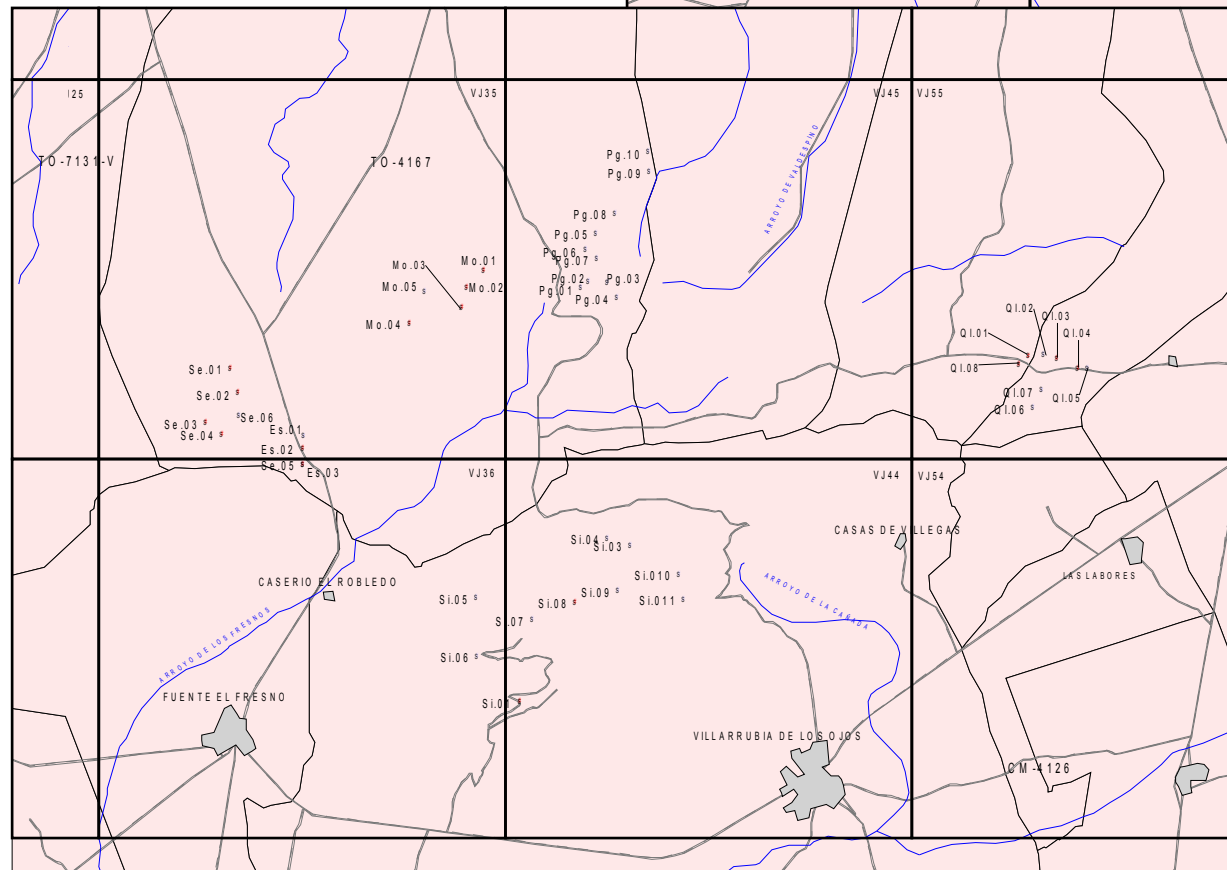 I25
VJ35
VJ45
VJ55
TO-7131-V
TO-4167
ARROYO DE VALDESPINO
Pg.10
Pg.09
Pg.08
Pg.05
Pg.06
Pg.07
Pg.02
Pg.03
Pg.01
Pg.04
Mo.03
Mo.01
Mo.05
Mo.02
Mo.04
Ql.02
Ql.03
Ql.01
Ql.04
Ql.08
Ql.07
Ql.05
Ql.06
Se.01
Se.02
Se.03
Se.06
Se.04
Es.01
Es.02
Se.05
Es.03
VJ36
VJ44
VJ54
Si.04
Si.03
CASAS DE VILLEGAS
LAS LABORES
CASERIO EL ROBLEDO
Si.010
Si.05
Si.08
Si.09
Si.011
ARROYO DE LA CAÑADA
Si.07
ARROYO DE LOS FRESNOS
Si.06
FUENTE EL FRESNO
Si.01
VILLARRUBIA DE LOS OJOS
CM-4126